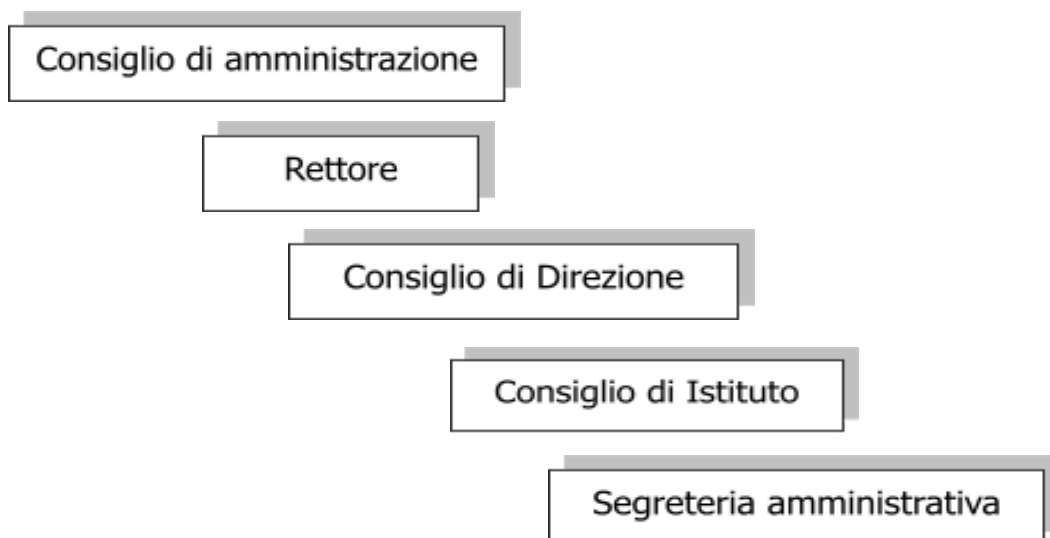 Consiglio di amministrazione
Rettore
Consiglio di Direzione
Consiglio di Istituto
Segreteria amministrativa